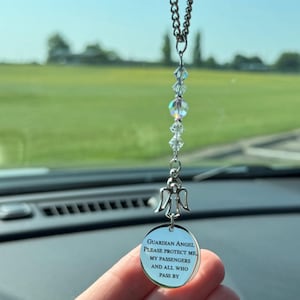 Guardian Angel
Please protect me,
my passengers
and all who
pass by